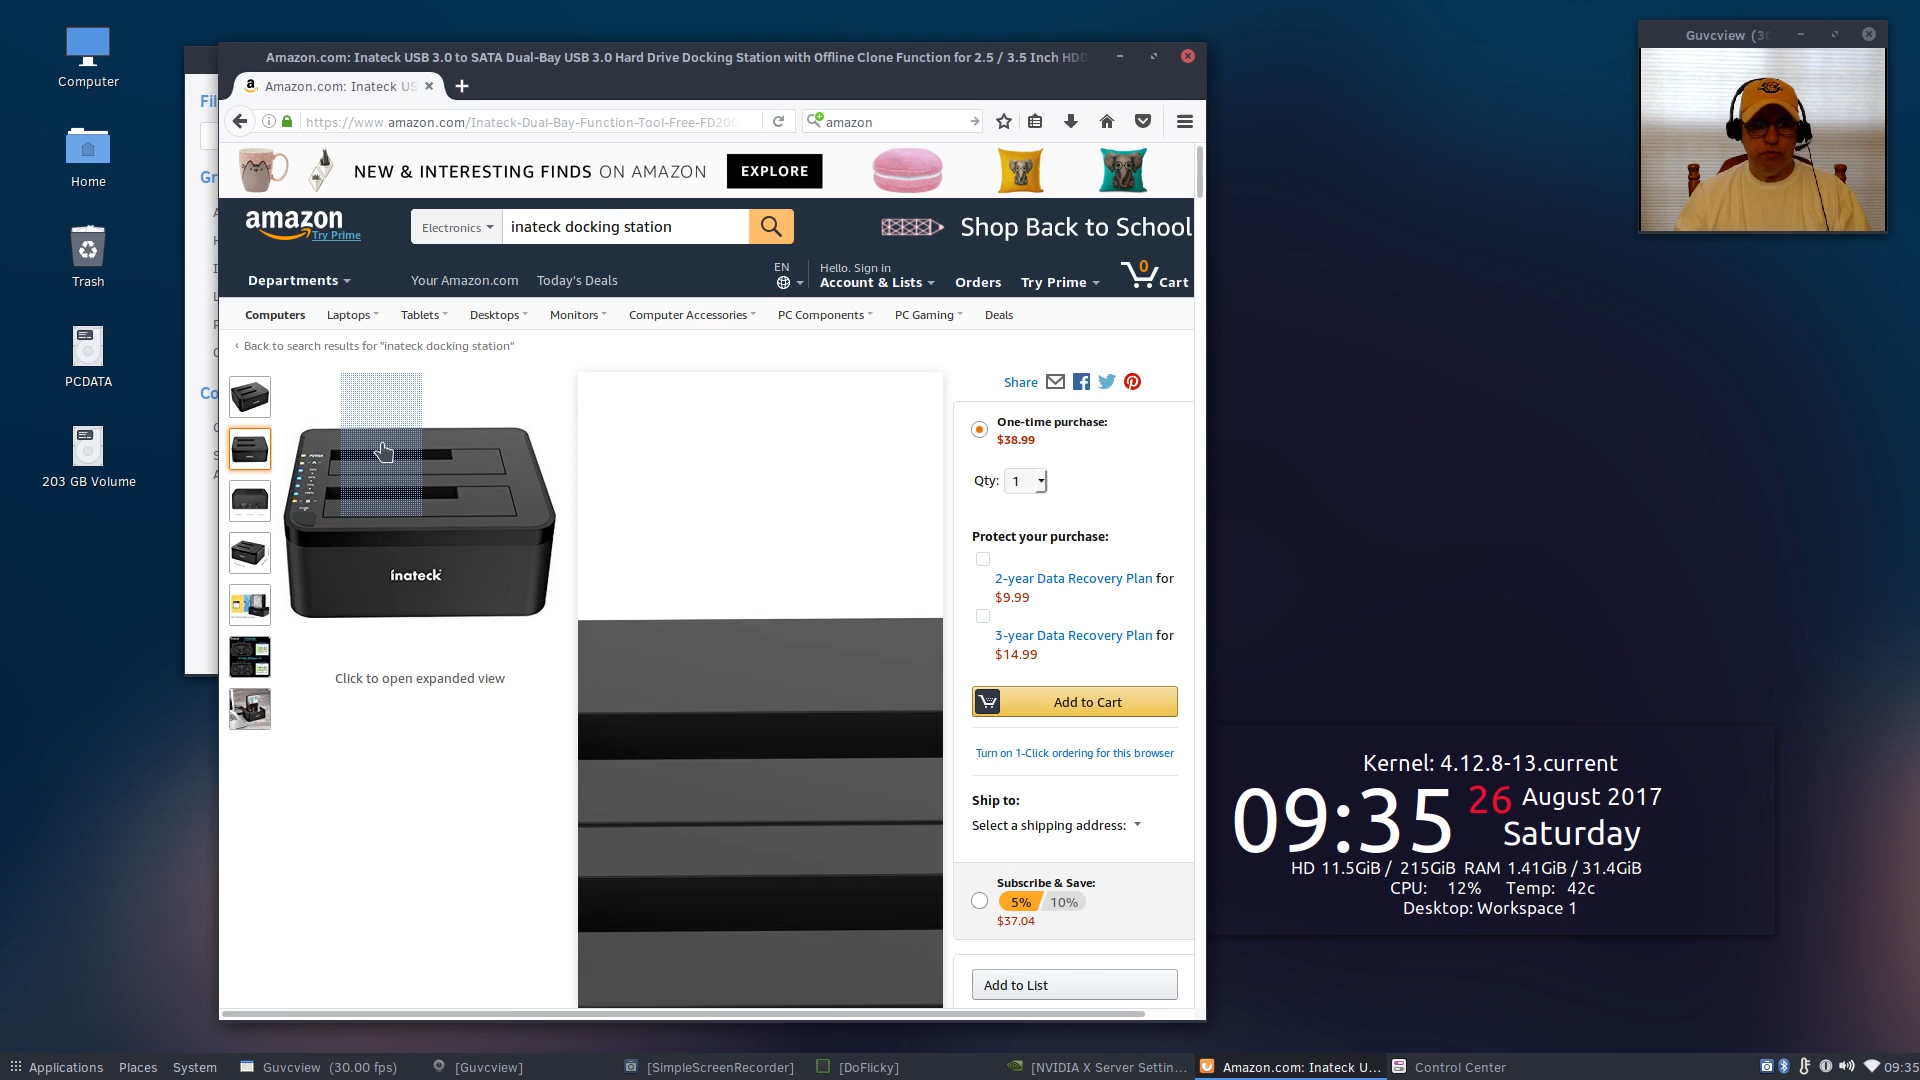 Computer
Home
Trash
PCDATA
203 GB Volume
Fil
Gr
Co
Amazon.com: Inateck USB 3.0 to SATA Dual-Bay USB 3.0 Hard Drive Docking Station with Offline Clone Function for 2.5 / 3.5 Inch HDD
Amazon.com: Inateck US
https://www.amazon.com/Inateck-Dual-Bay-Function-Tool-Free-FD20
amazon
NEW & INTERESTING FINDS ON AMAZON
EXPLORE
amazon
Try Prime
Electronics
inateck docking station
Shop Back to School
Departments
Your Amazon.com
Today's Deals
EN
Hello. Sign in
Account & Lists
Orders
Try Prime
0
Cart
Computers
Laptops
Tablets
Desktops
Monitors
Computer Accessories
PC Components
PC Gaming
Deals
‹ Back to search results for "inateck docking station"
POWER
inateck
Click to open expanded view
Share
One-time purchase:
$38.99
Qty: 1
Protect your purchase:
2-year Data Recovery Plan for
$9.99
3-year Data Recovery Plan for
$14.99
Add to Cart
Turn on 1-Click ordering for this browser
Ship to:
Select a shipping address:
Subscribe & Save:
5% 10%
$37.04
Add to List
Guvcview (30
Kernel: 4.12.8-13.current
09:35
26 August 2017
Saturday
HD 11.5GiB / 215GiB RAM 1.41GiB / 31.4GiB
CPU: 12% Temp: 42c
Desktop: Workspace 1
Applications
Places
System
Guvcview (30.00 fps)
[Guvcview]
[SimpleScreenRecorder]
[DoFlicky]
[NVIDIA X Server Settin...
Amazon.com: Inateck U...
Control Center
09:35